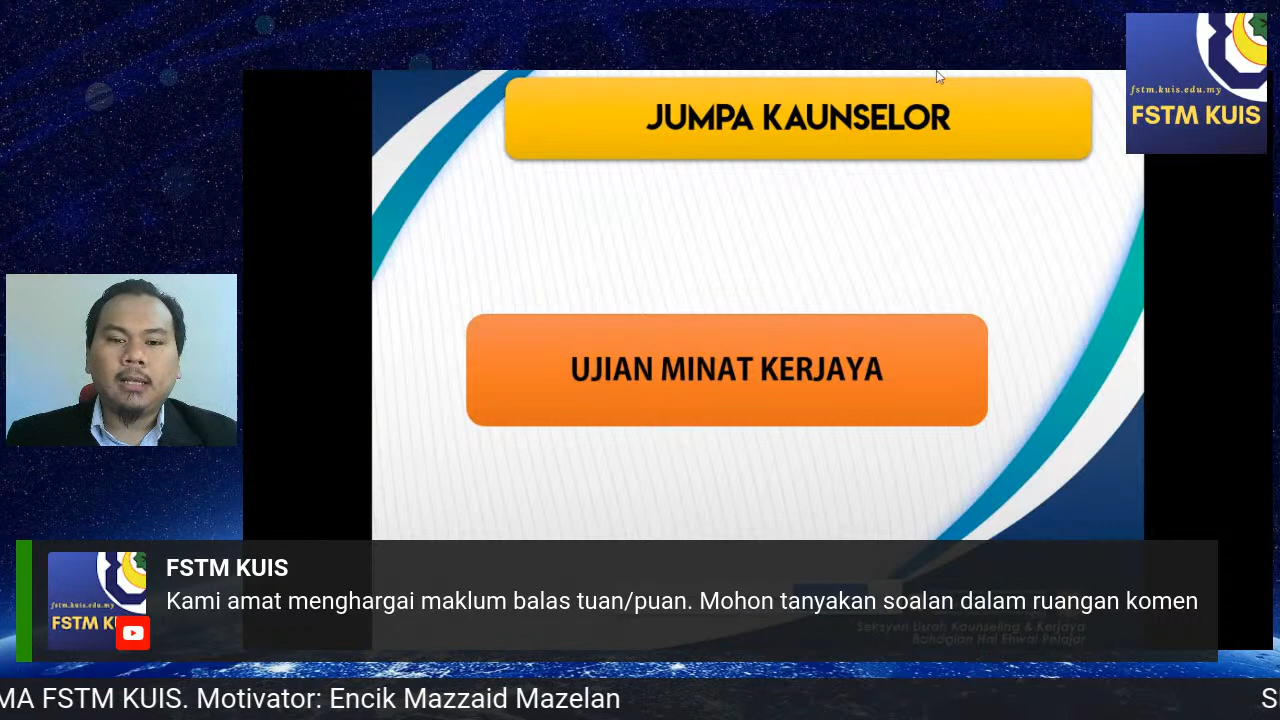 fstm.kuis.edu.my
FSTM KUIS
JUMPA KAUNSELOR
UJIAN MINAT KERJAYA
FSTM KUIS
Kami amat menghargai maklum balas tuan/puan. Mohon tanyakan soalan dalam ruangan komen
fstm.kuis.edu.my
FSTM KU
Seksyen Usrah Kaunseling & Kerjaya
Bahagian Hal Ehwal Pelajar
MA FSTM KUIS. Motivator: Encik Mazzaid Mazelan
S